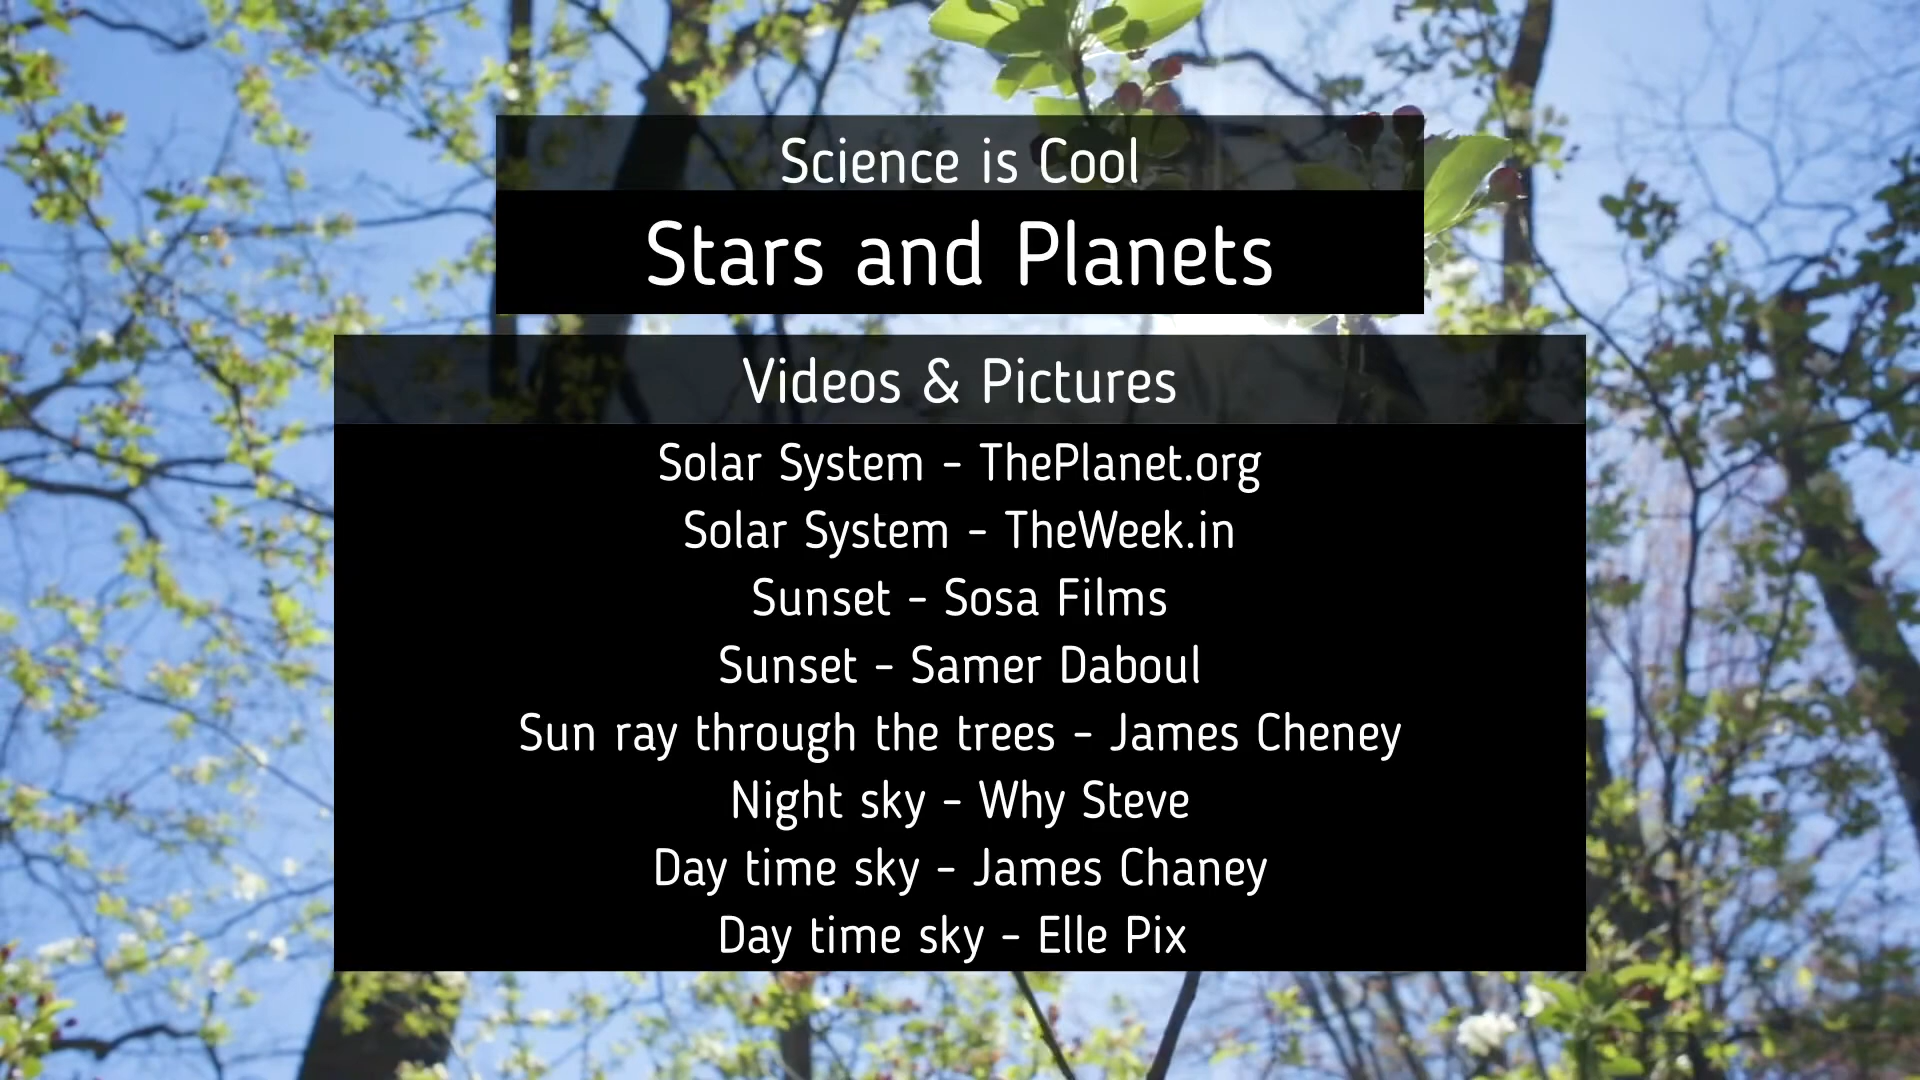 Science is Cool
Stars and Planets
Videos & Pictures
Solar System - ThePlanet.org
Solar System - TheWeek.in
Sunset - Sosa Films
Sunset - Samer Daboul
Sun ray through the trees - James Cheney
Night sky - Why Steve
Day time sky - James Chaney
Day time sky - Elle Pix